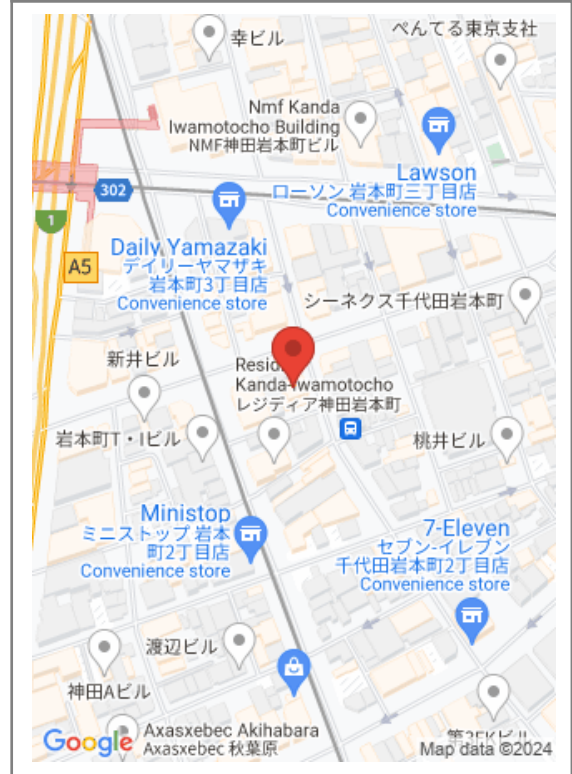 幸ビル
ぺんてる東京支社
Nmf Kanda
Iwamotocho Building
NMF神田岩本町ビル
Lawson
ローソン 岩本町三丁目店
Convenience store
302
1
A5
Daily Yamazaki
デイリーヤマザキ
岩本町3丁目店
Convenience store
シーネクス千代田岩本町
新井ビル
Kanda-Iwamotocho
レジディア神田岩本町
岩本町T・Iビル
桃井ビル
Ministop
ミニストップ 岩本
町2丁目店
Convenience store
7-Eleven
セブン-イレブン
千代田岩本町2丁目店
Convenience store
渡辺ビル
神田Aビル
Axasxebec Akihabara
Axasxebec 秋葉原
Google
Map data ©2024